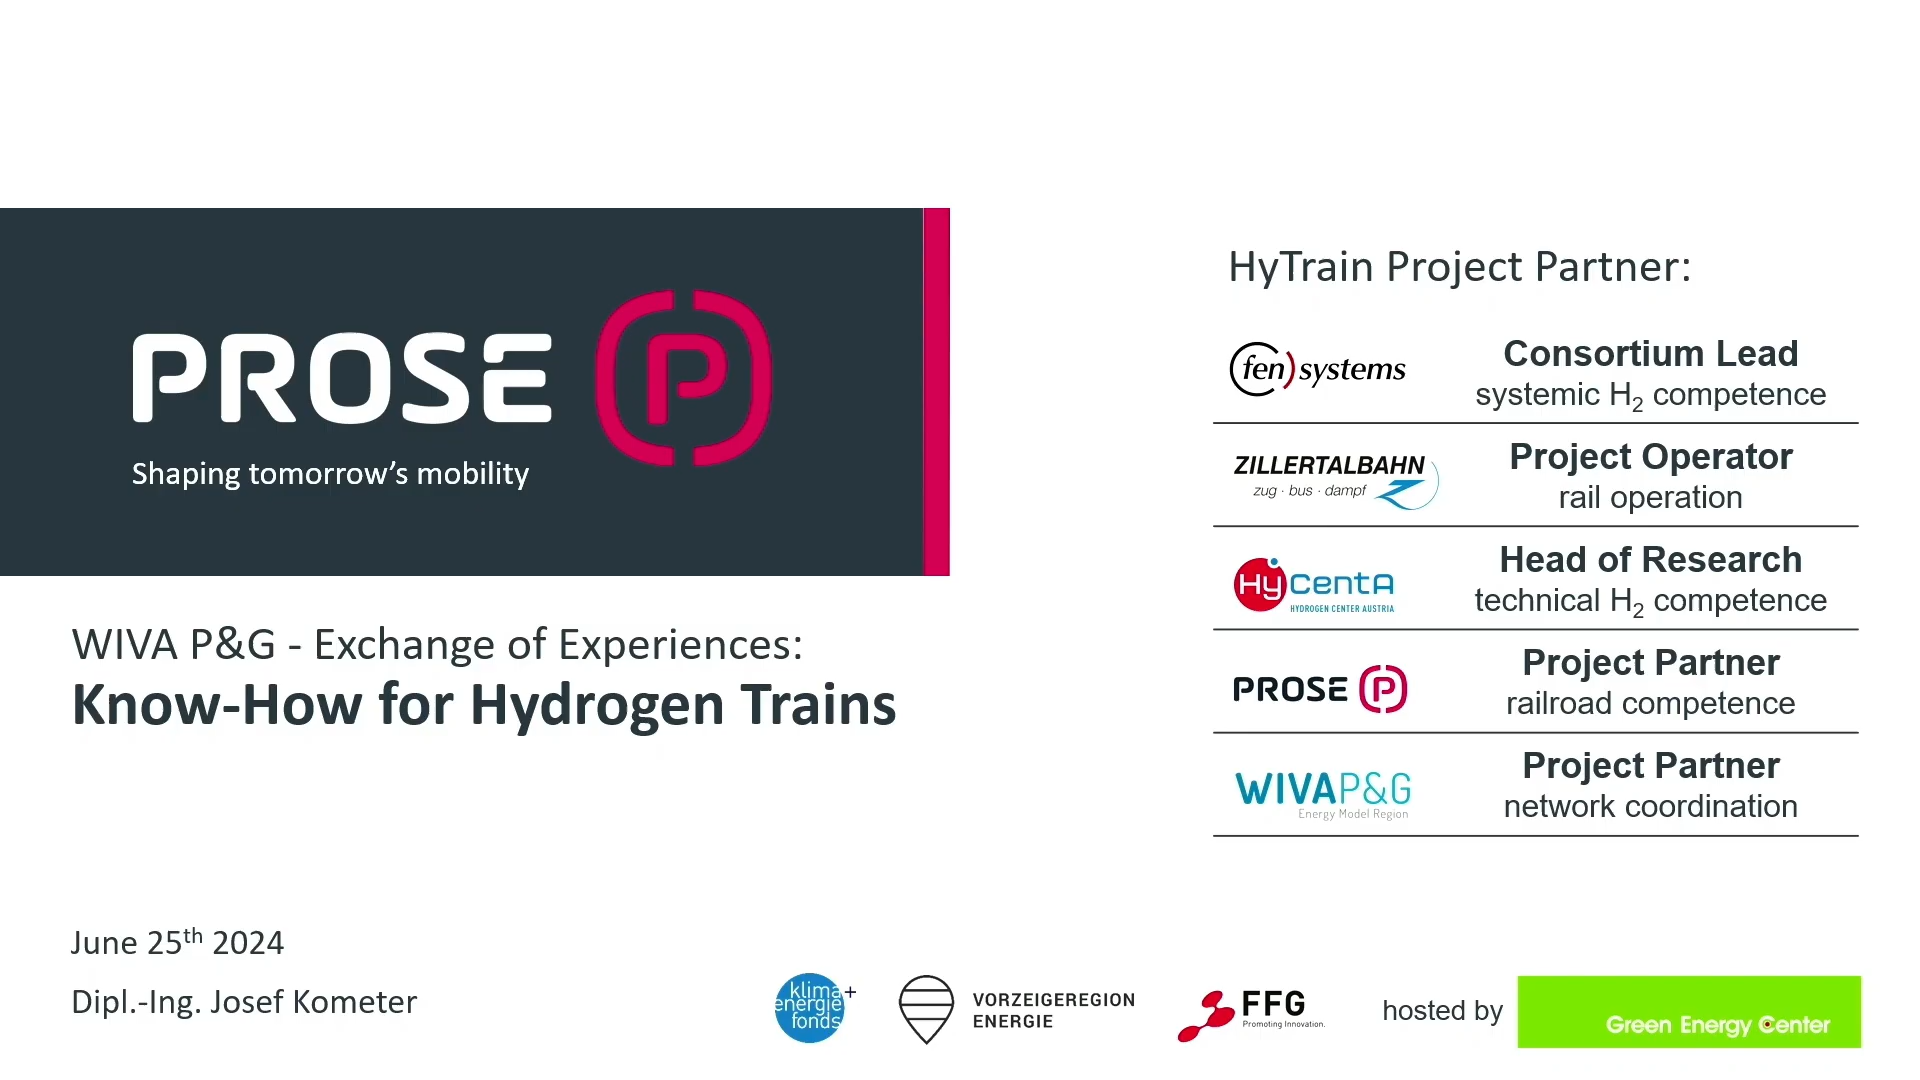 PROSE P
Shaping tomorrow's mobility
WIVA P&G - Exchange of Experiences:
Know-How for Hydrogen Trains
June 25th 2024
Dipl.-Ing. Josef Kometer
HyTrain Project Partner:
fen systems
Consortium Lead
systemic H2 competence
ZILLERTALBAHN
zug · bus · dampf
Project Operator
rail operation
HyCentA
HYDROGEN CENTER AUSTRIA
Head of Research
technical H2 competence
PROSE P
Project Partner
railroad competence
WIVA P&G
Energy Model Region
Project Partner
network coordination
klima+
energie
fonds
VORZEIGEREGION
ENERGIE
FFG
Promoting Innovation.
hosted by
Green Energy Center